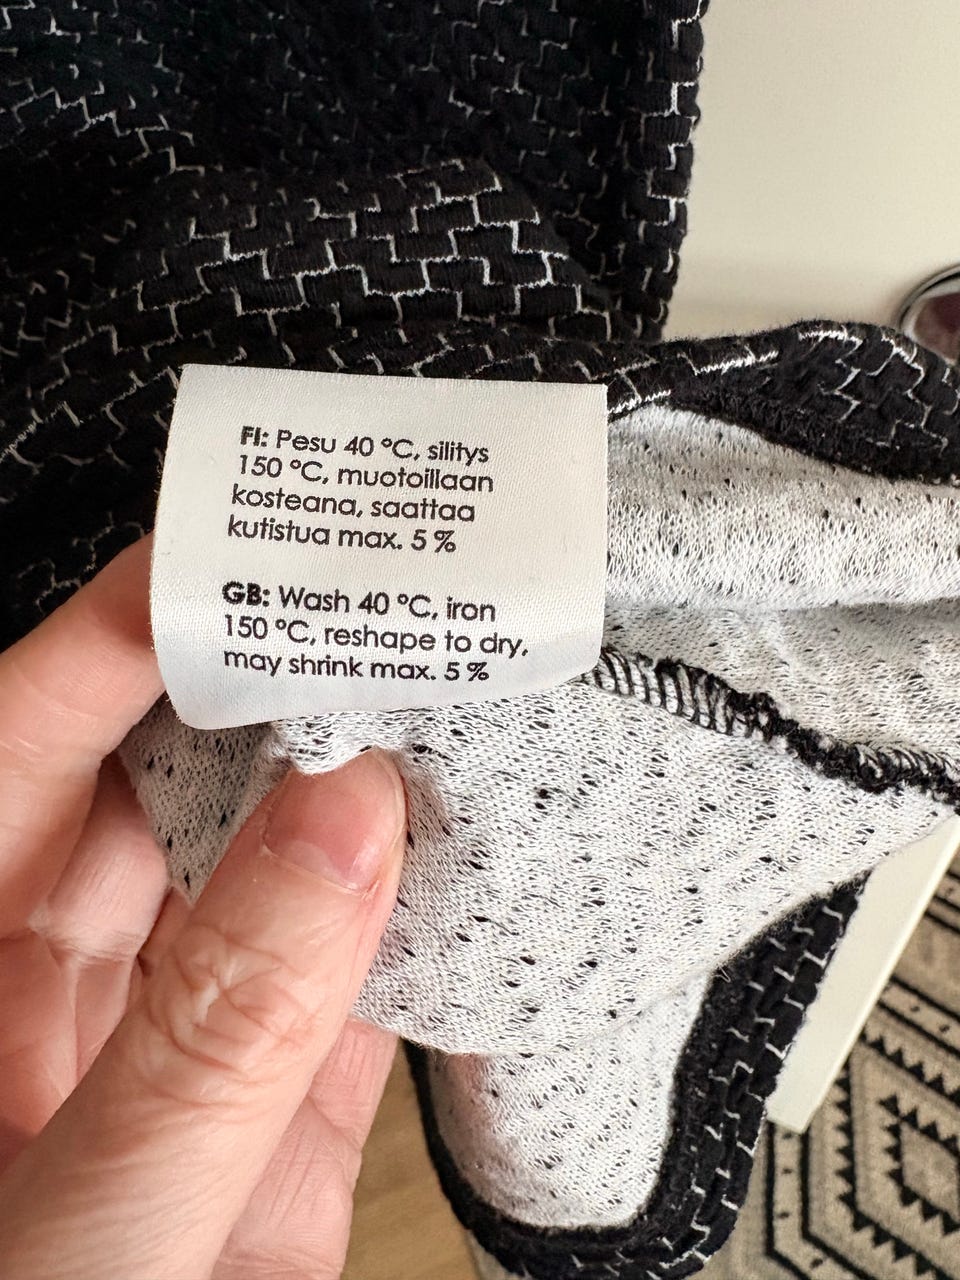 FI: Pesu 40 °C, silitys
150 °C, muotoillaan
kosteana, saattaa
kutistua max. 5 %
GB: Wash 40 °C, iron
150 °C, reshape to dry,
may shrink max. 5 %